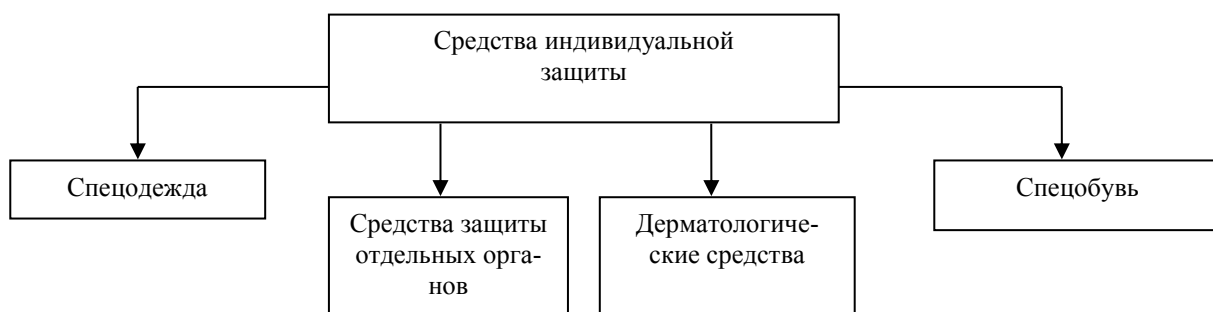 Средства индивидуальной
защиты
Спецодежда
Спецобувь
Средства защиты
отдельных орга-
нов
Дерматологиче-
ские средства